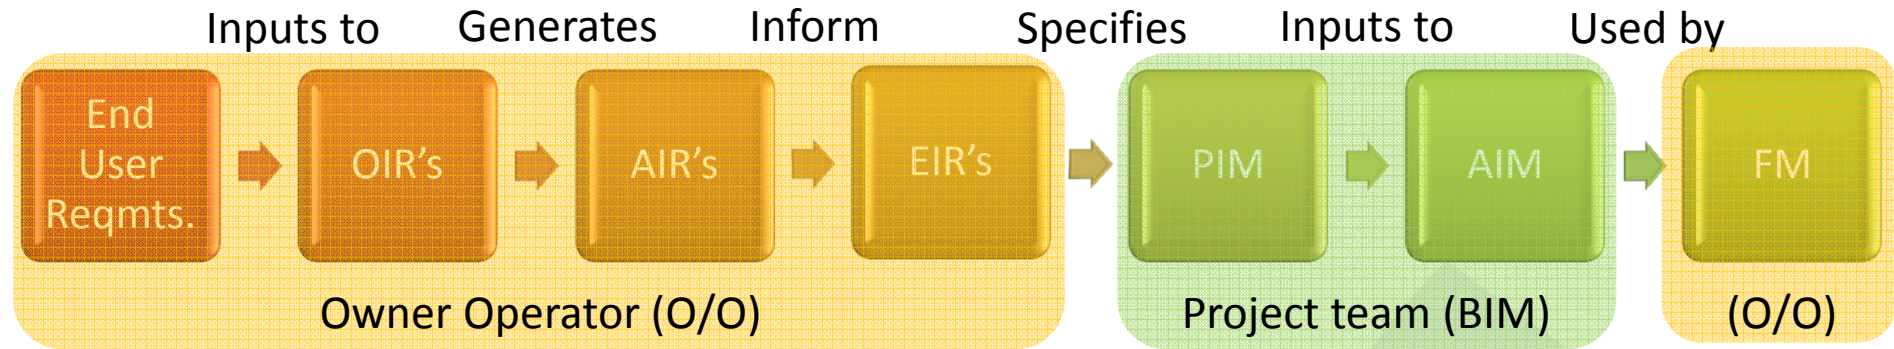 Inputs to Generates Inform Specifies Inputs to Used by
End
User
Reqmts.
OIR's
AIR's
EIR's
PIM
AIM
FM
Owner Operator (O/O)
Project team (BIM)
(O/O)